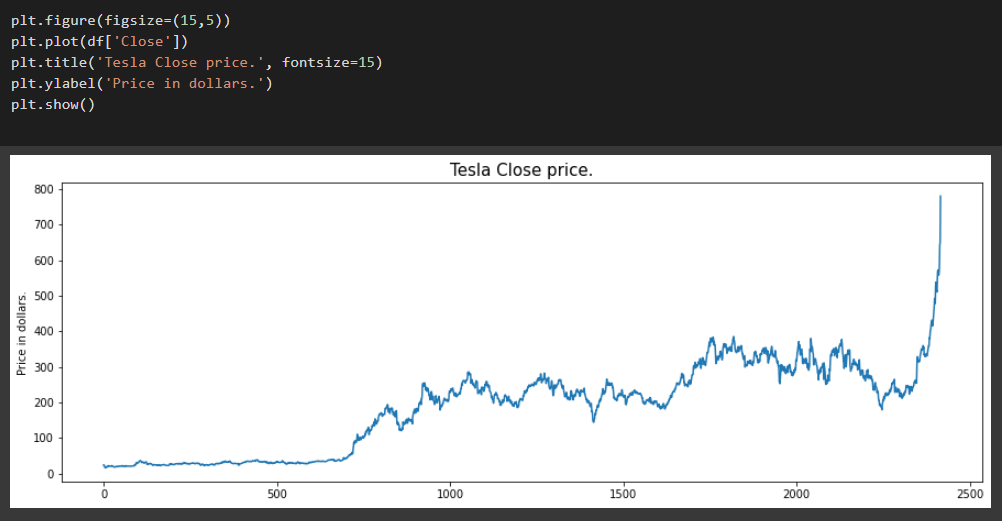 plt.figure(figsize=(15,5))
plt.plot(df['Close'])
plt.title('Tesla Close price.', fontsize=15)
plt.ylabel('Price in dollars.')
plt.show()
Tesla Close price.
800
700
600
500
400
300
200
100
0
Price in dollars.
0 500 1000 1500 2000 2500